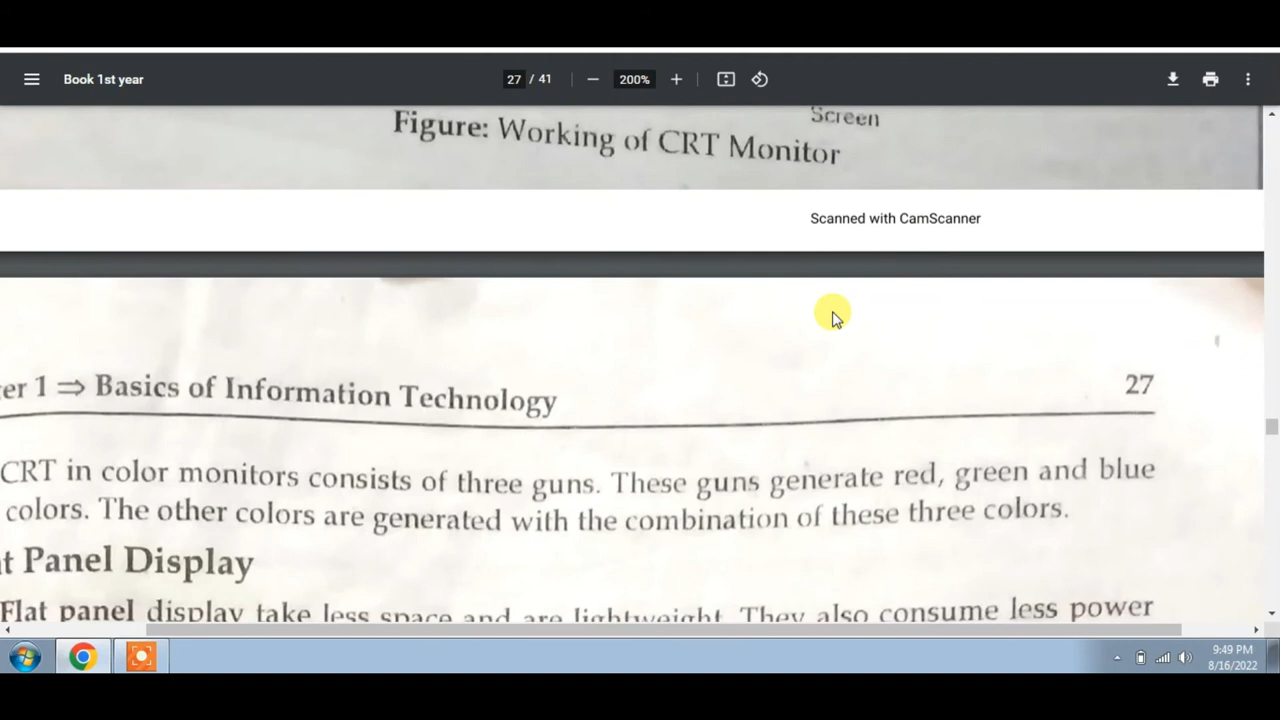 Book 1st year
27 / 41
200%
Screen
Figure: Working of CRT Monitor
Scanned with CamScanner
er 1 ⇒ Basics of Information Technology
27
CRT in color monitors consists of three guns. These guns generate red, green and blue
colors. The other colors are generated with the combination of these three colors.
t Panel Display
Flat panel display take less space and are lightweight. They also consume less power
9:49 PM
8/16/2022